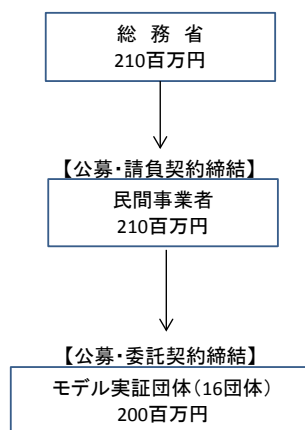 総　務　省
210百万円
【公募・請負契約締結】
民間事業者
210百万円
【公募・委託契約締結】
モデル実証団体（16団体）
200百万円